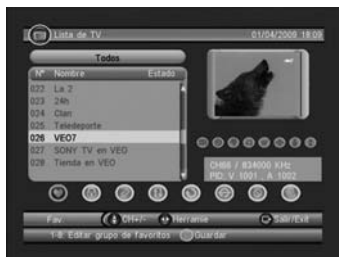 Lista de TV 01/04/2009 18:09
Todos
Nº Nombre Estado
022 La 2
023 24h
024 Clan
025 Teledeporte
026 VEO7
027 SONY TV en VEO
028 Tienda en VEO
CH66 / 834000 KHz
PID: V 1001 , A 1002
Fav. CH+/- Herramie Salir/Exit
1-8: Editar grupo de favoritos Guardar